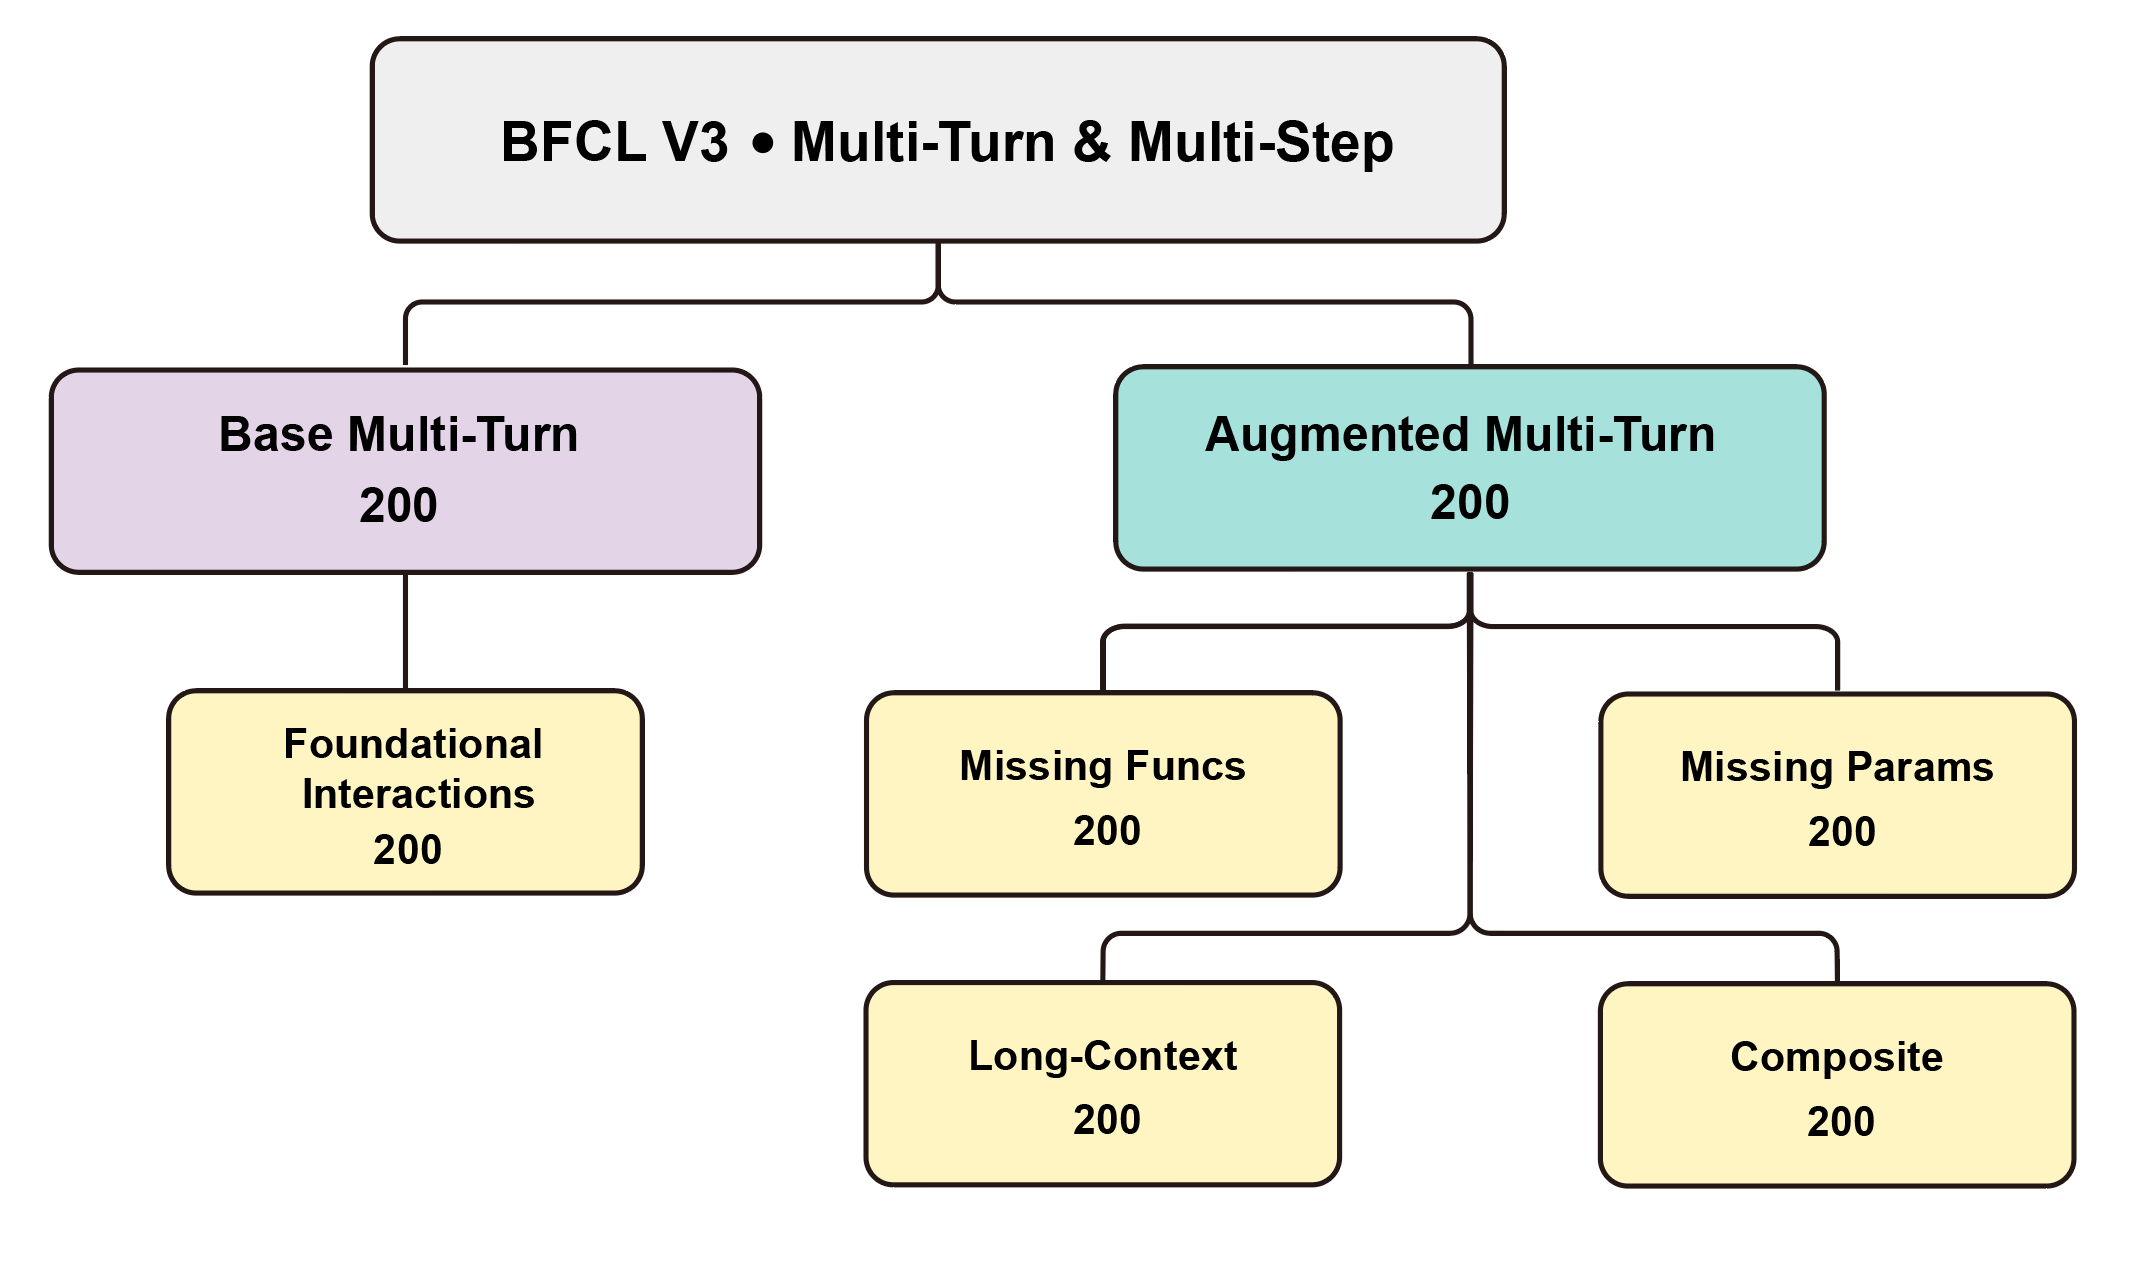 BFCL V3 • Multi-Turn & Multi-Step
Base Multi-Turn
200
Augmented Multi-Turn
200
Foundational
Interactions
200
Missing Funcs
200
Missing Params
200
Long-Context
200
Composite
200